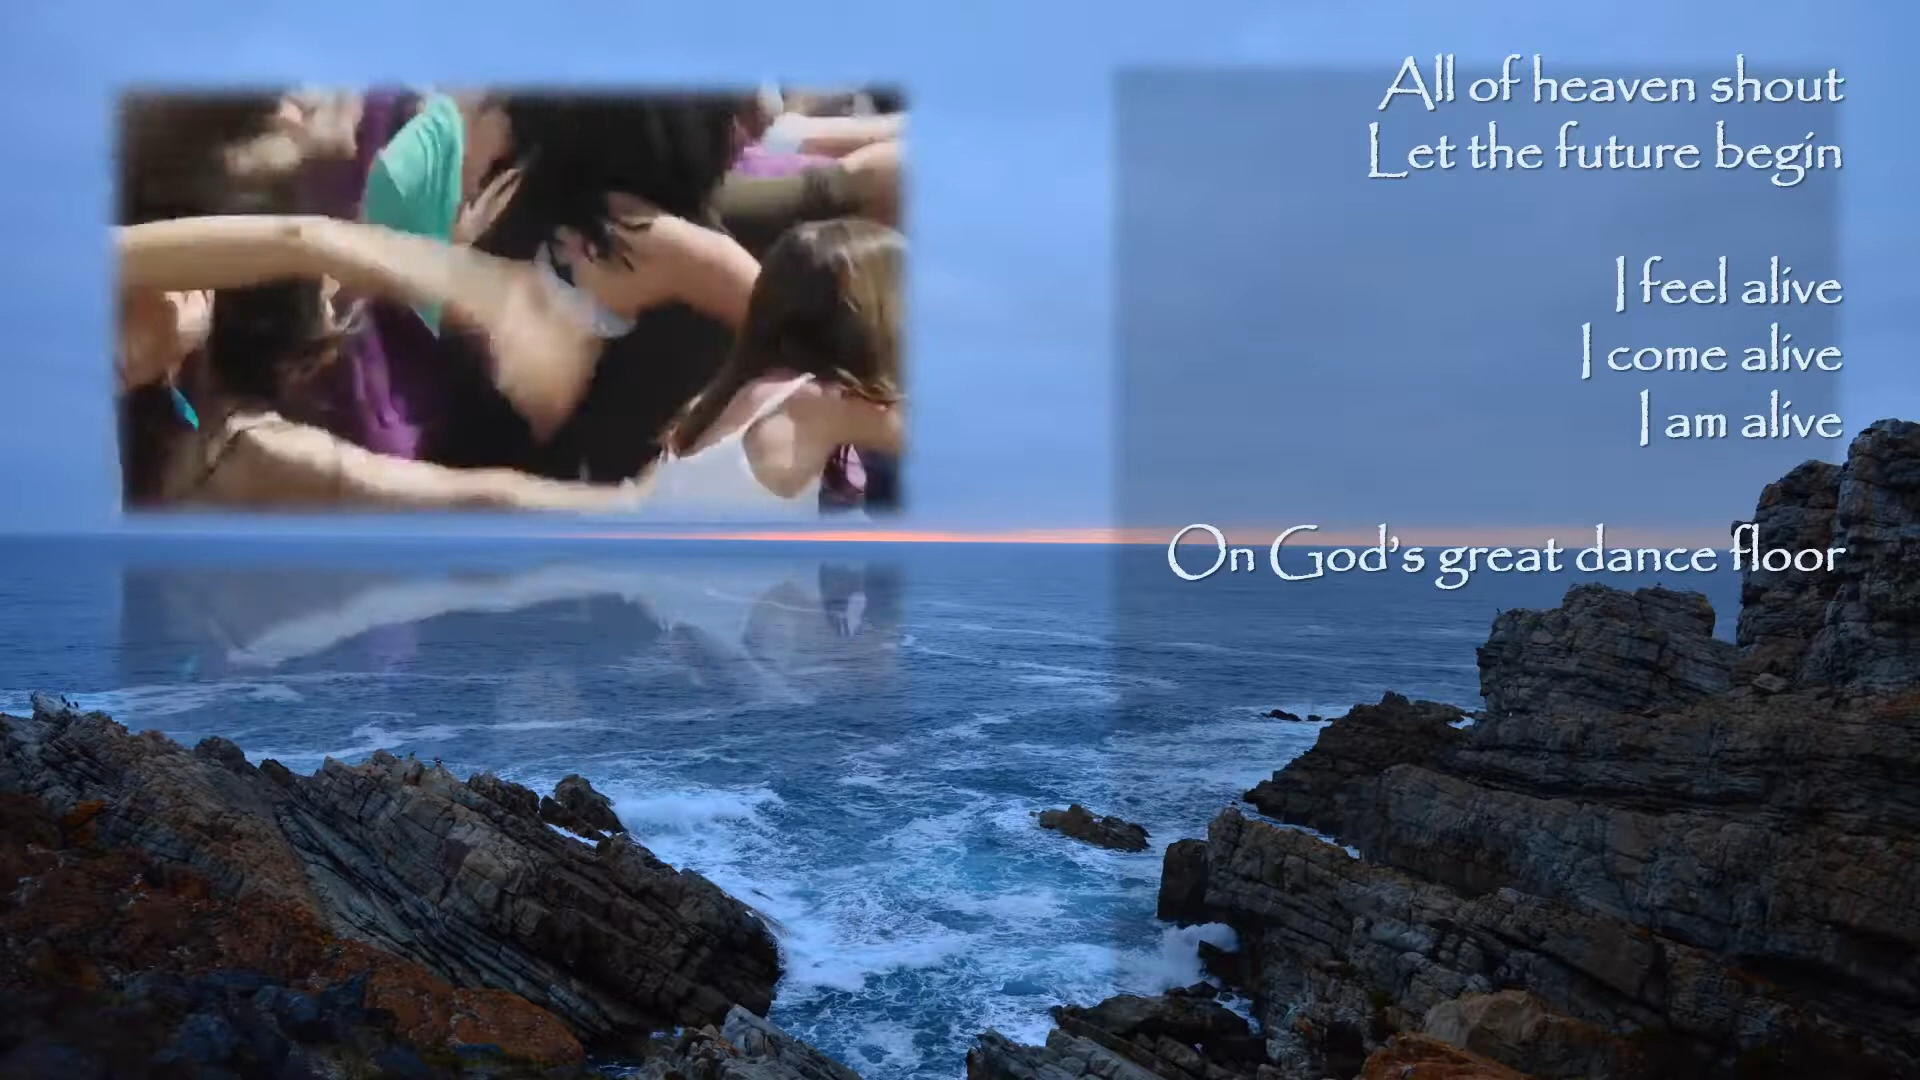 All of heaven shout
Let the future begin
I feel alive
I come alive
I am alive
On God's great dance floor